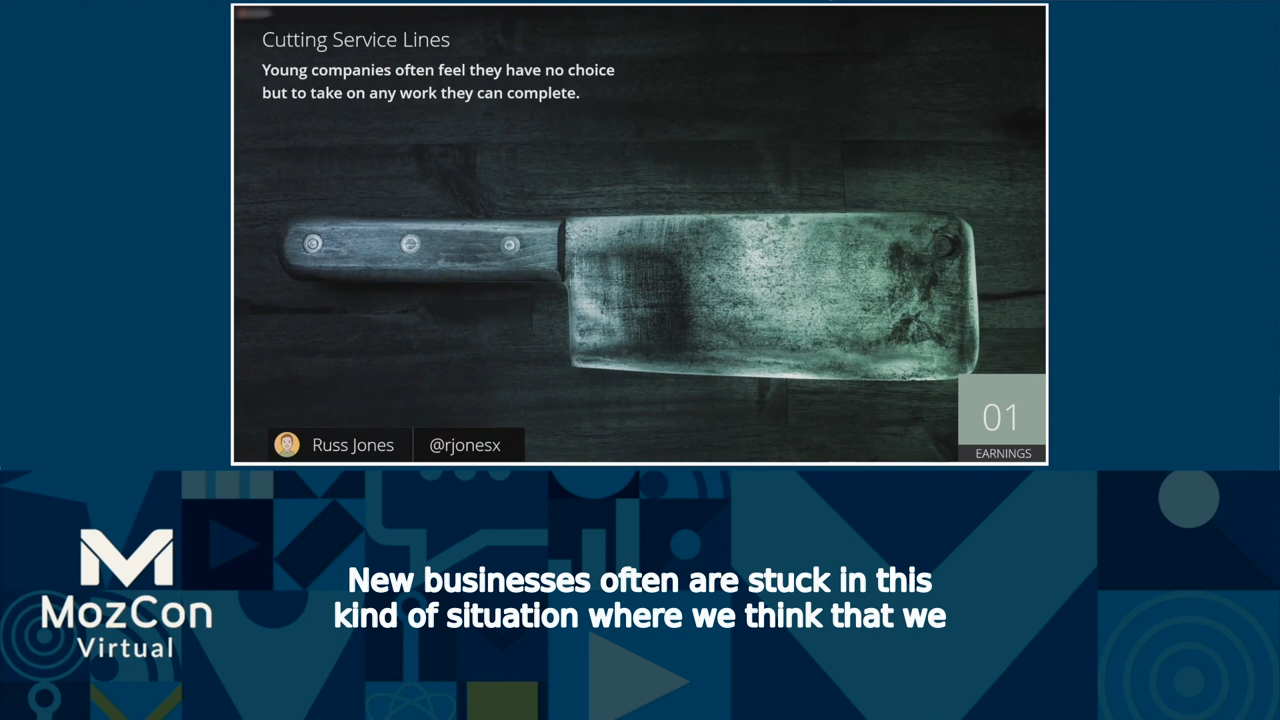 Cutting Service Lines
Young companies often feel they have no choice
but to take on any work they can complete.
01
EARNINGS
Russ Jones
@rjonesx
MozCon
Virtual
New businesses often are stuck in this
kind of situation where we think that we